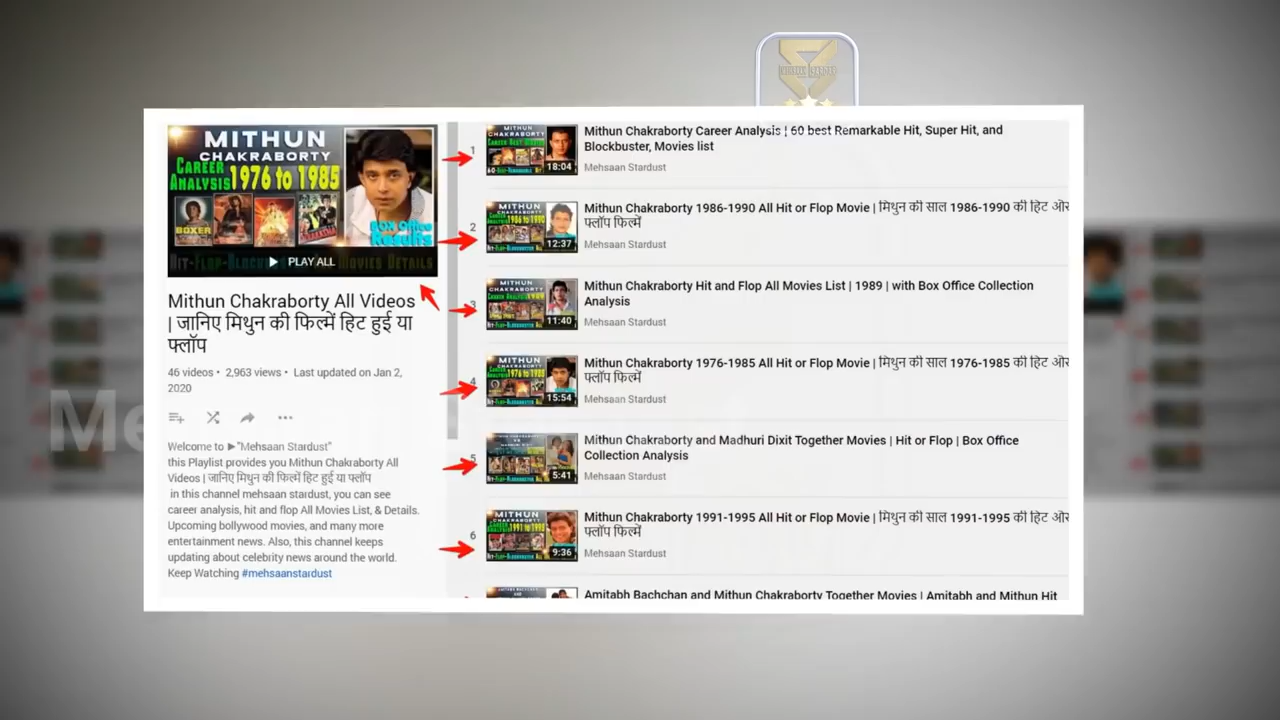 MITHUN
CHAKRABORTY
CAREER
ANALYSIS 1976 to 1985
BOXER
BOX Office
Results
Hit-Flop-Blockbuster All Movies Details
PLAY ALL
Mithun Chakraborty All Videos
| जानिए मिथुन की फिल्में हिट हुई या
फ्लॉप
46 videos • 2,963 views • Last updated on Jan 2,
2020
Welcome to ►"Mehsaan Stardust"
this Playlist provides you Mithun Chakraborty All
Videos | जानिए मिथुन की फिल्में हिट हुई या फ्लॉप
in this channel mehsaan stardust, you can see
career analysis, hit and flop All Movies List, & Details.
Upcoming bollywood movies, and many more
entertainment news. Also, this channel keeps
updating about celebrity news around the world.
Keep Watching #mehsaanstardust
1
18:04
Mithun Chakraborty Career Analysis | 60 best Remarkable Hit, Super Hit, and
Blockbuster, Movies list
Mehsaan Stardust
2
12:37
Mithun Chakraborty 1986-1990 All Hit or Flop Movie | मिथुन की साल 1986-1990 की हिट और
फ्लॉप फिल्में
Mehsaan Stardust
3
11:40
Mithun Chakraborty Hit and Flop All Movies List | 1989 | with Box Office Collection
Analysis
Mehsaan Stardust
4
15:54
Mithun Chakraborty 1976-1985 All Hit or Flop Movie | मिथुन की साल 1976-1985 की हिट और
फ्लॉप फिल्में
Mehsaan Stardust
5
5:41
Mithun Chakraborty and Madhuri Dixit Together Movies | Hit or Flop | Box Office
Collection Analysis
Mehsaan Stardust
6
9:36
Mithun Chakraborty 1991-1995 All Hit or Flop Movie | मिथुन की साल 1991-1995 की हिट और
फ्लॉप फिल्में
Mehsaan Stardust
Amitabh Bachchan and Mithun Chakraborty Together Movies | Amitabh and Mithun Hit